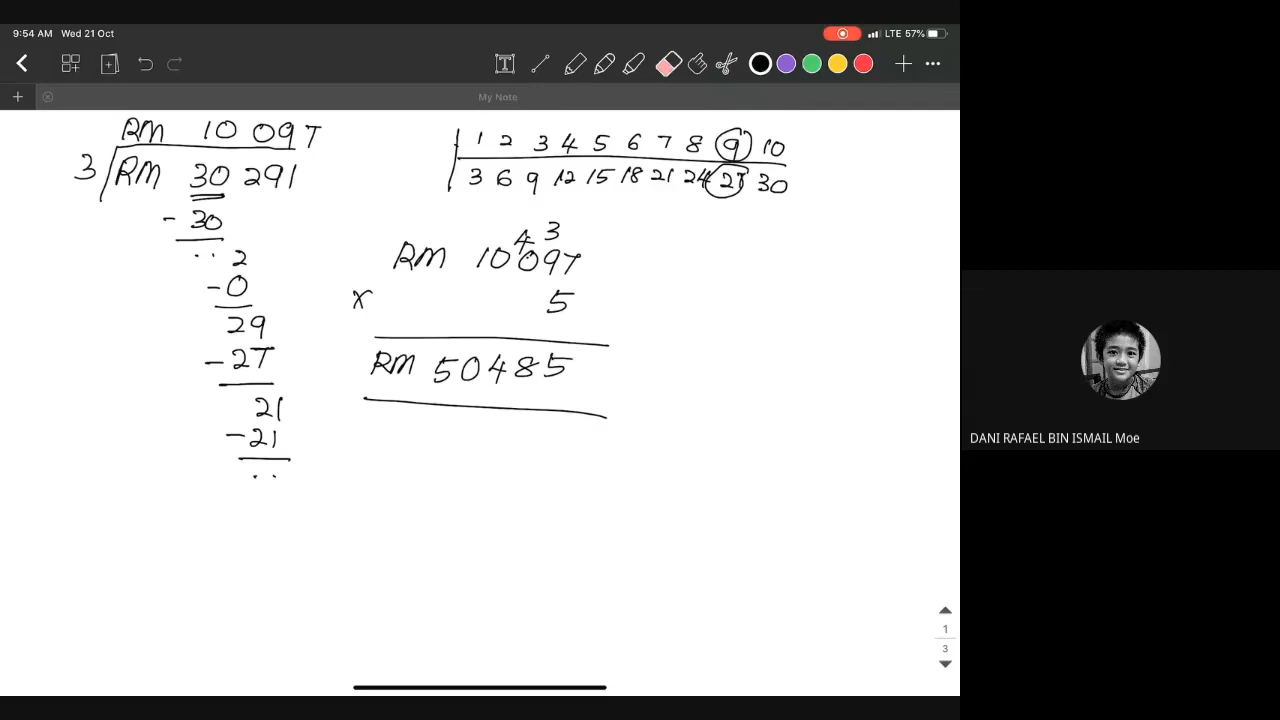 9:54 AM Wed 21 Oct
LTE 57%
My Note
RM 10 097
3 RM 30 291
- 30
2
- 0
29
- 27
21
- 21
1 2 3 4 5 6 7 8 9 10
3 6 9 12 15 18 21 24 27 30
4 3
RM 10097
x 5
RM 50485
1
3
DANI RAFAEL BIN ISMAIL Moe